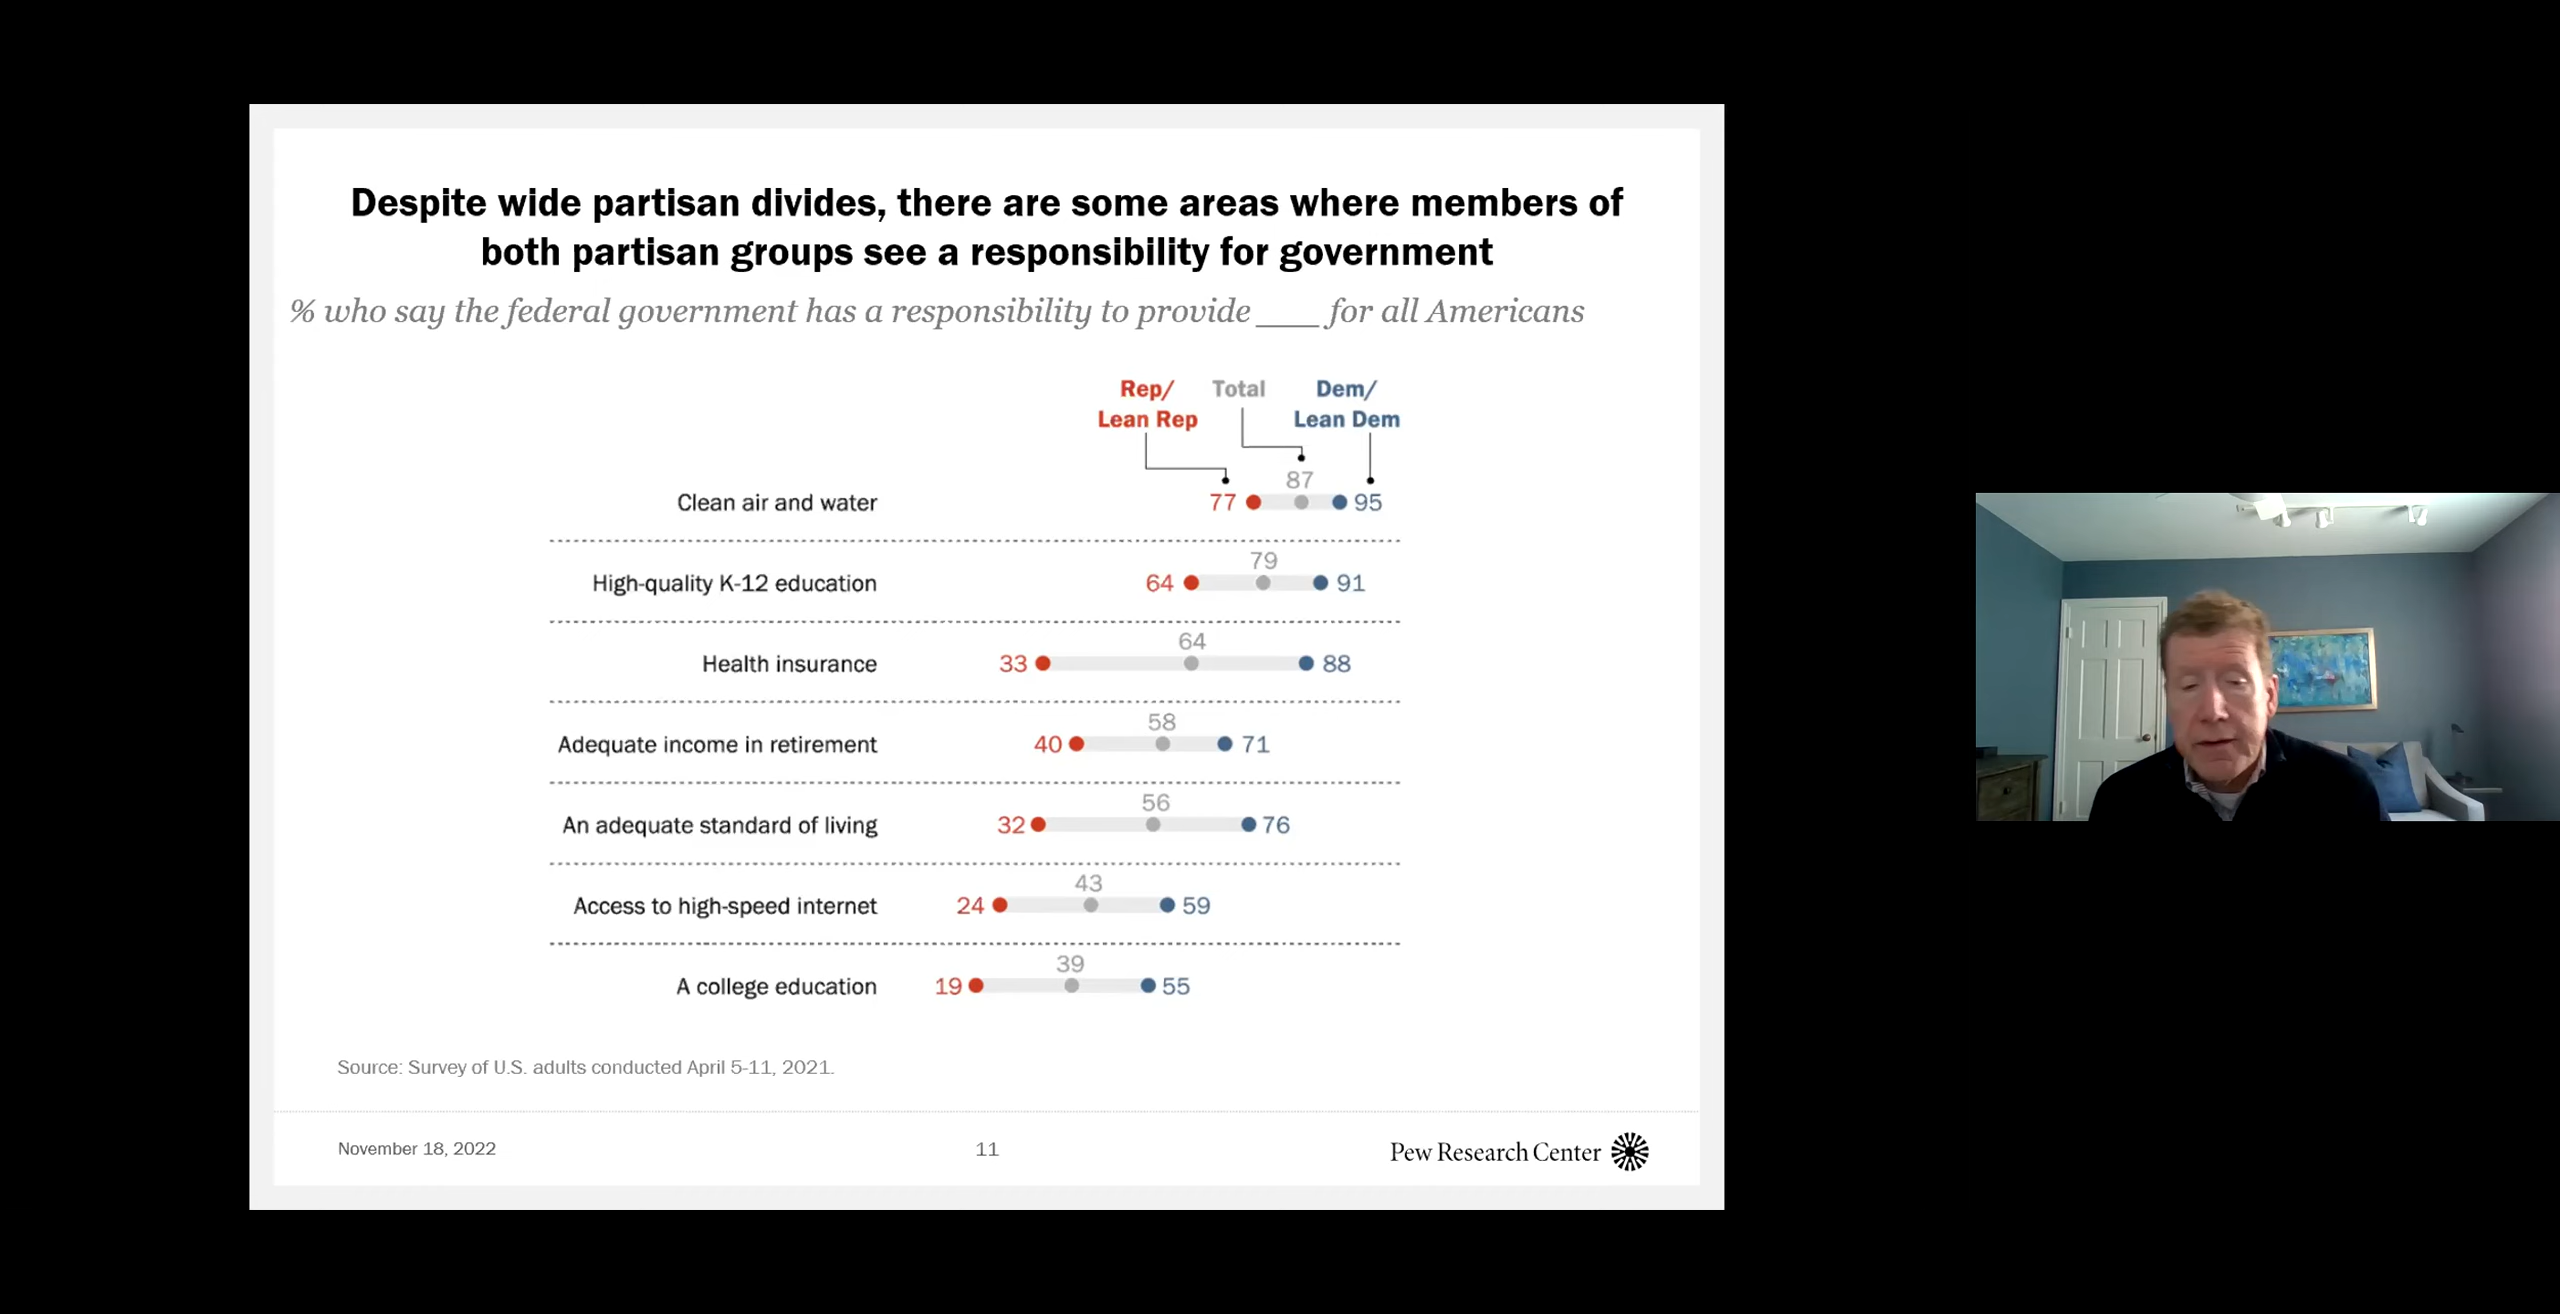 Despite wide partisan divides, there are some areas where members of
both partisan groups see a responsibility for government
% who say the federal government has a responsibility to provide ____ for all Americans
Rep/ Total Dem/
Lean Rep Lean Dem
87
Clean air and water 77 95
79
High-quality K-12 education 64 91
64
Health insurance 33 88
58
Adequate income in retirement 40 71
56
An adequate standard of living 32 76
43
Access to high-speed internet 24 59
39
A college education 19 55
Source: Survey of U.S. adults conducted April 5-11, 2021.
November 18, 2022 11 Pew Research Center